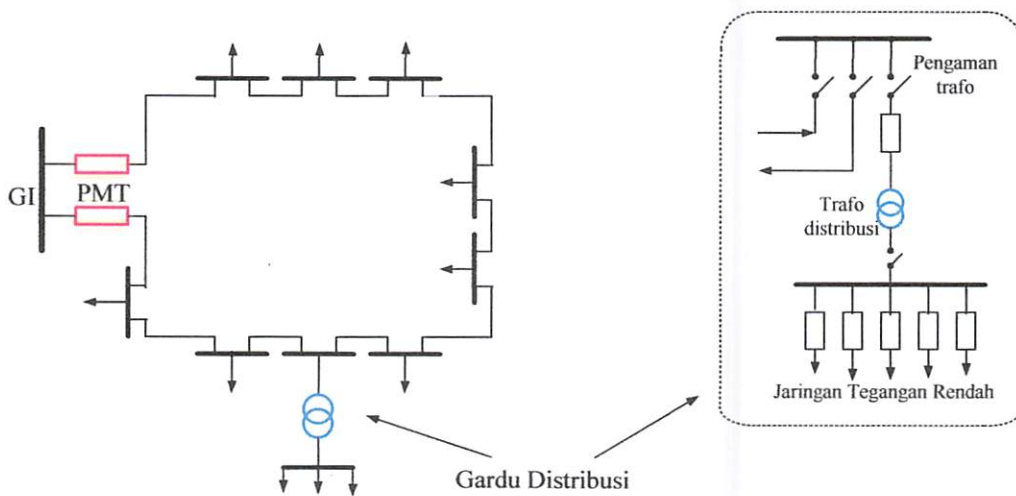 GI
PMT
Gardu Distribusi
Pengaman
trafo
Trafo
distribusi
Jaringan Tegangan Rendah